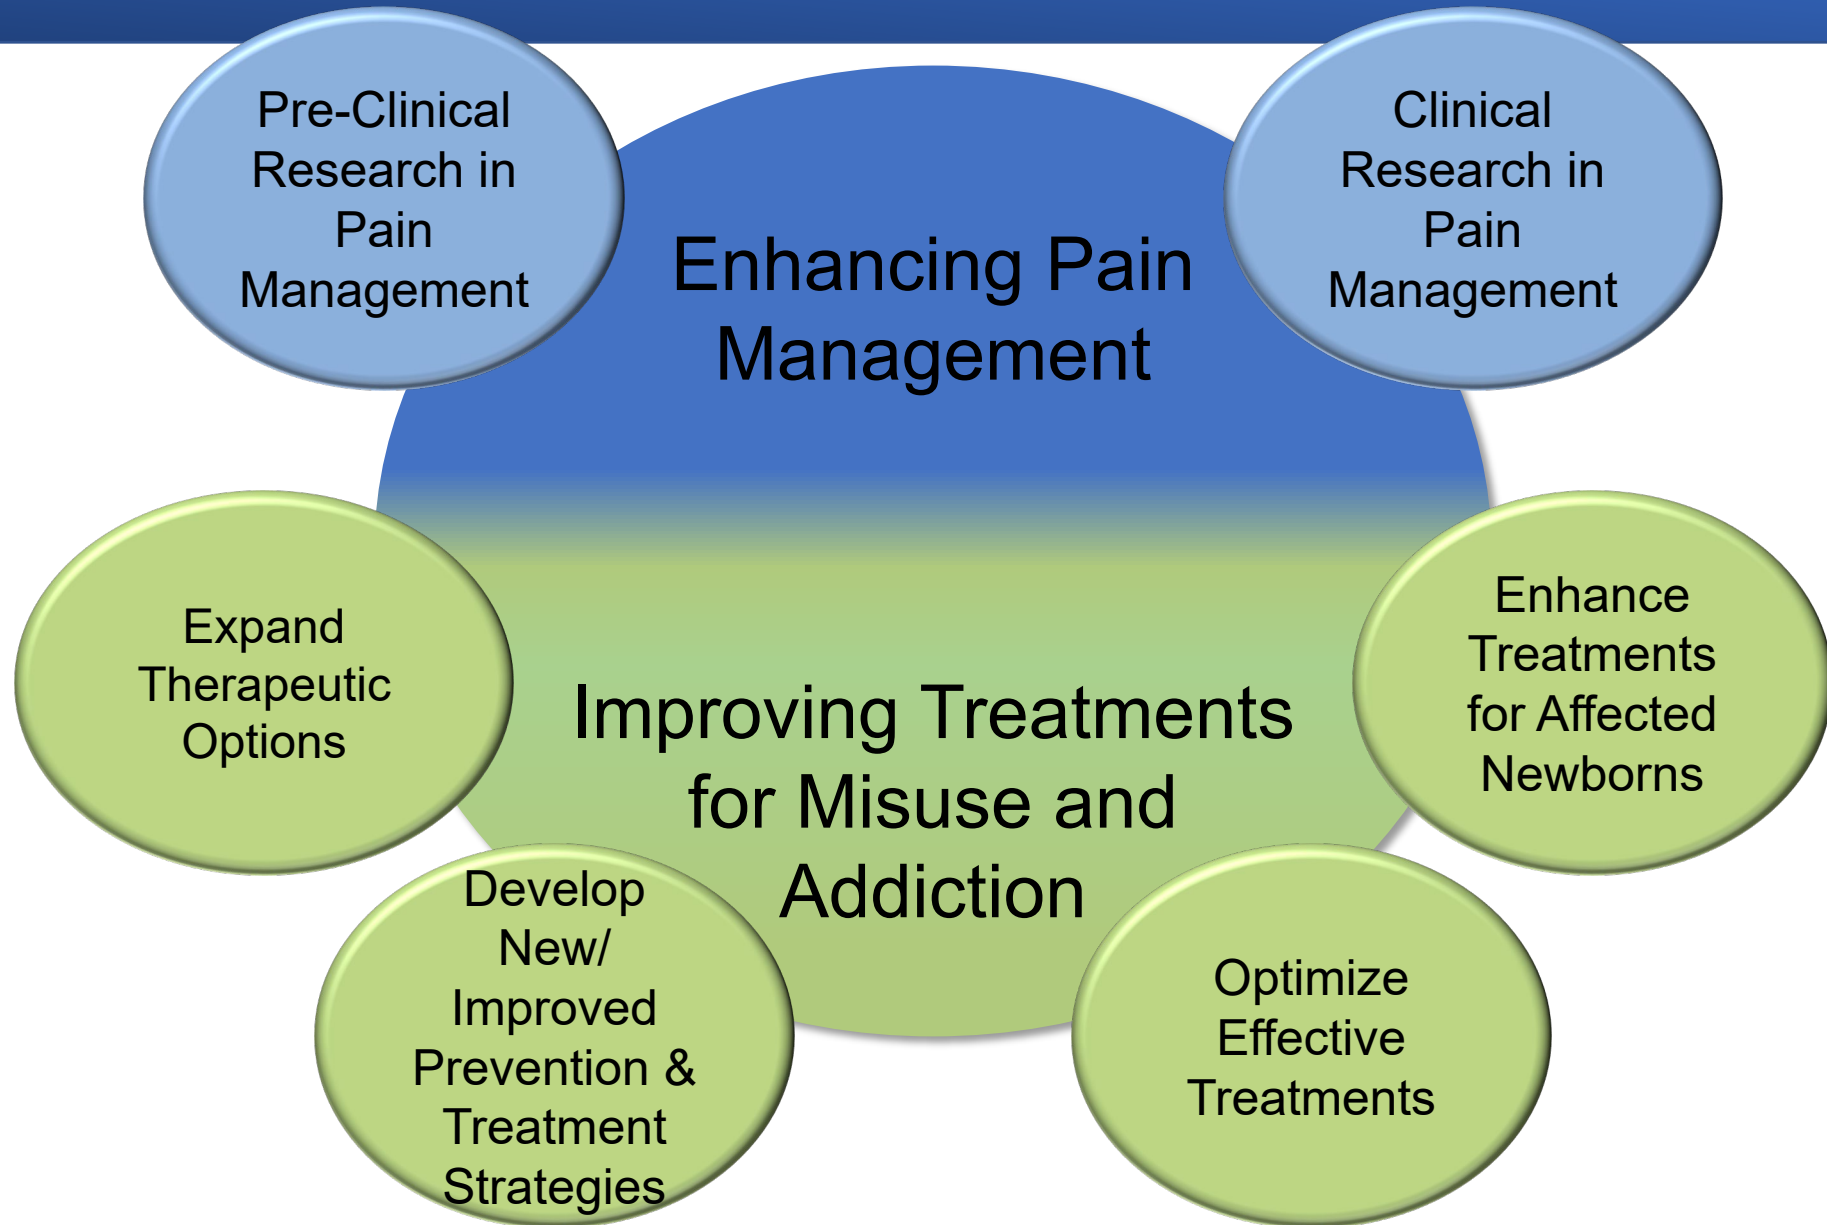 Pre-Clinical
Research in
Pain
Management
Clinical
Research in
Pain
Management
Enhancing Pain
Management
Expand
Therapeutic
Options
Enhance
Treatments
for Affected
Newborns
Improving Treatments
for Misuse and
Addiction
Develop
New/
Improved
Prevention &
Treatment
Strategies
Optimize
Effective
Treatments